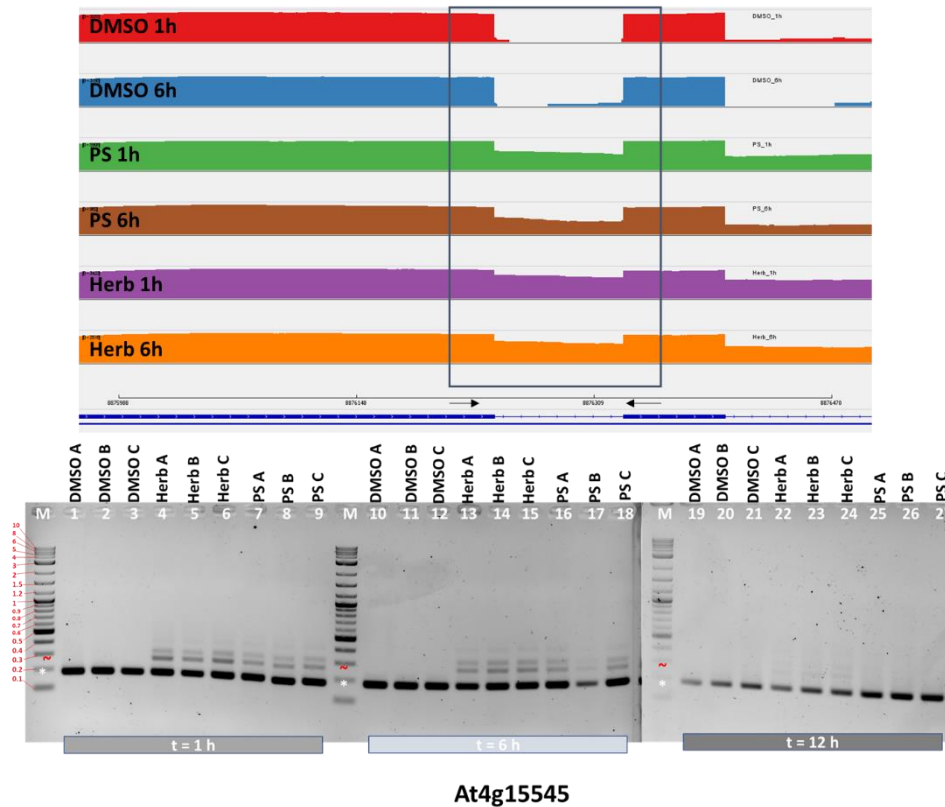 DMSO 1h
DMSO_1h
DMSO 6h
DMSO_6h
PS 1h
PS_1h
PS 6h
PS_6h
Herb 1h
Herb_1h
Herb 6h
Herb_6h
8875988 8876148 8876309 8876470
DMSO A DMSO B DMSO C Herb A Herb B Herb C PS A PS B PS C DMSO A DMSO B DMSO C Herb A Herb B Herb C PS A PS B PS C DMSO A DMSO B DMSO C Herb A Herb B Herb C PS A PS B PS C
M 1 2 3 4 5 6 7 8 9 M 10 11 12 13 14 15 16 17 18 M 19 20 21 22 23 24 25 26
10
8
6
5
4
3
2
1.5
1.2
1
0.9
0.8
0.7
0.6
0.5
0.4
0.3
~ ~ ~
0.2
* * *
0.1
t = 1 h t = 6 h t = 12 h
At4g15545